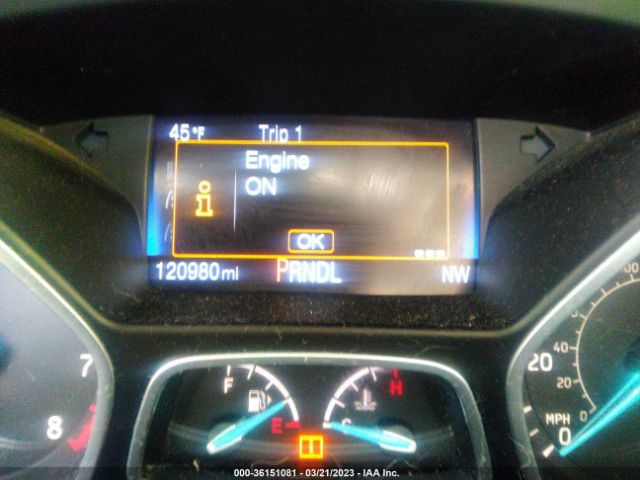 45°F Trip 1
Engine
ON
i
OK
120980mi PRNDL NW
7
8
F
E
H
C
40
20
20
0
MPH
0
000-36151081 - 03/21/2023 - IAA Inc.